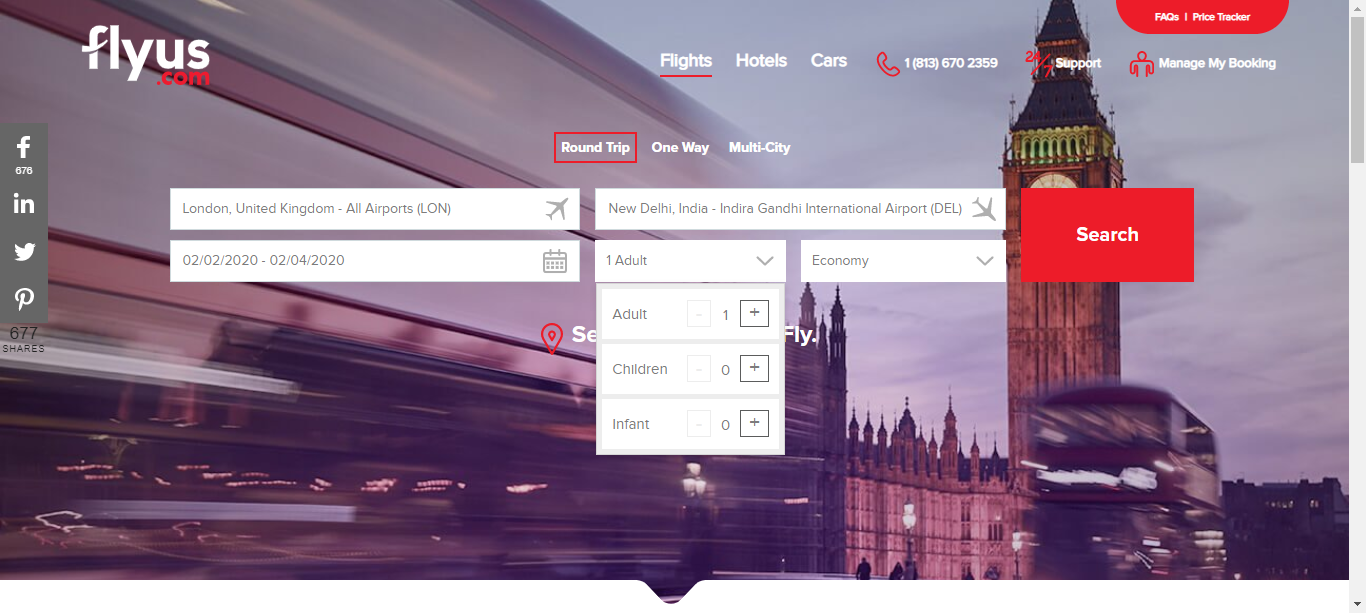 flyus
.com
FAQs | Price Tracker
Flights Hotels Cars 1 (813) 670 2359 24/7 Support Manage My Booking
676
677
SHARES
Round Trip One Way Multi-City
London, United Kingdom - All Airports (LON) New Delhi, India - Indira Gandhi International Airport (DEL)
02/02/2020 - 02/04/2020 1 Adult Economy
Search
Adult - 1 +
Se Fly.
Children - 0 +
Infant - 0 +